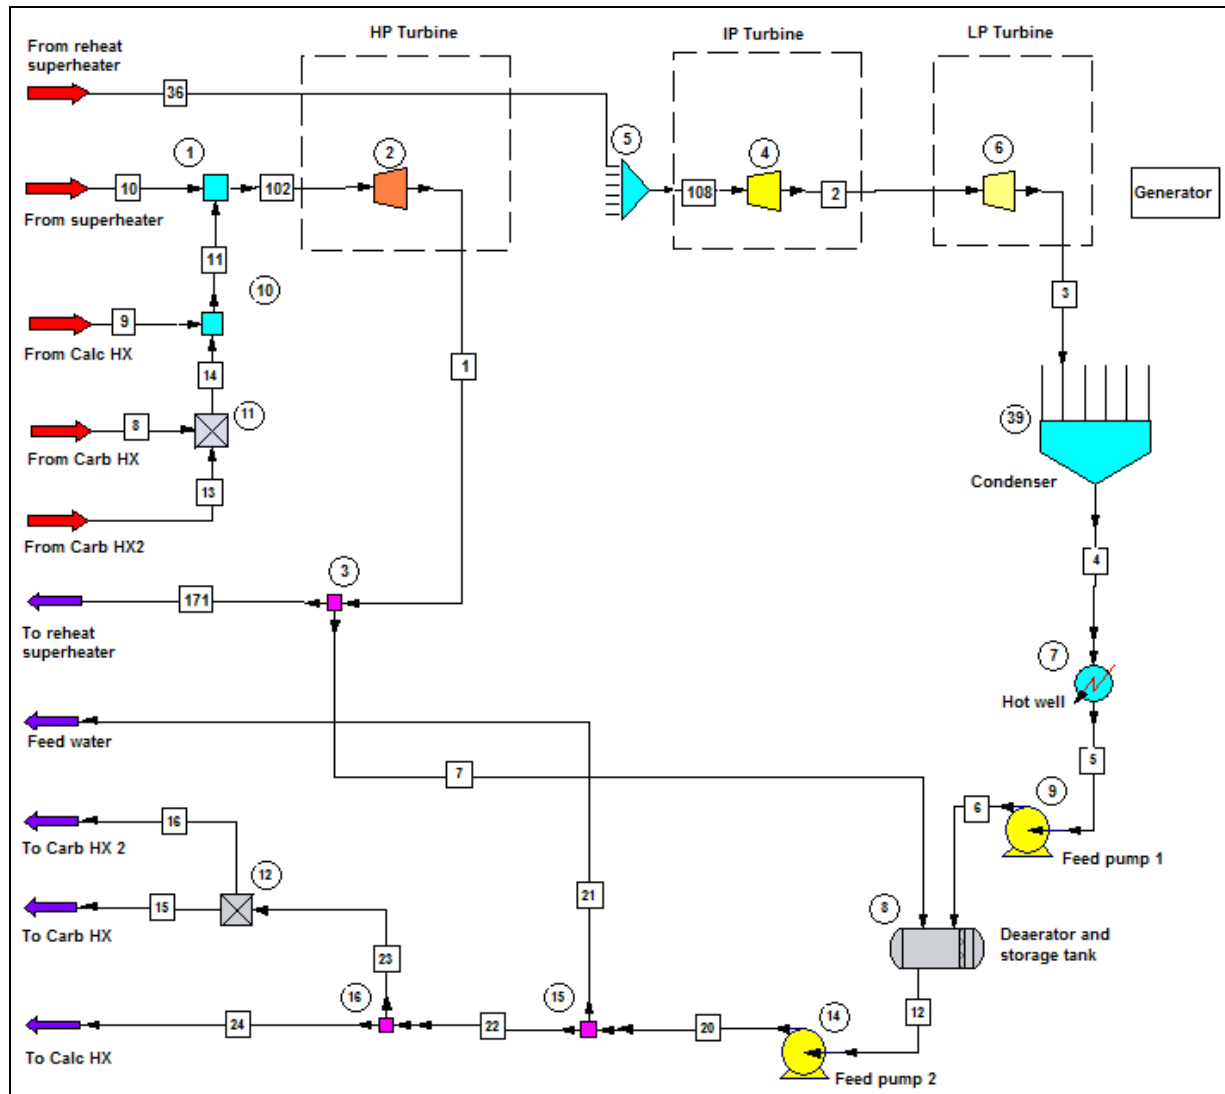 HP Turbine
IP Turbine
LP Turbine
From reheat
superheater
36
5
1
2
4
6
10
102
108
2
Generator
From superheater
11
10
3
9
From Calc HX
1
14
8
11
39
From Carb HX
Condenser
13
From Carb HX2
4
3
171
To reheat
superheater
7
Hot well
Feed water
7
5
9
6
16
To Carb HX 2
Feed pump 1
12
21
8
15
To Carb HX
Deaerator and
storage tank
23
16
15
14
12
24
22
20
To Calc HX
Feed pump 2